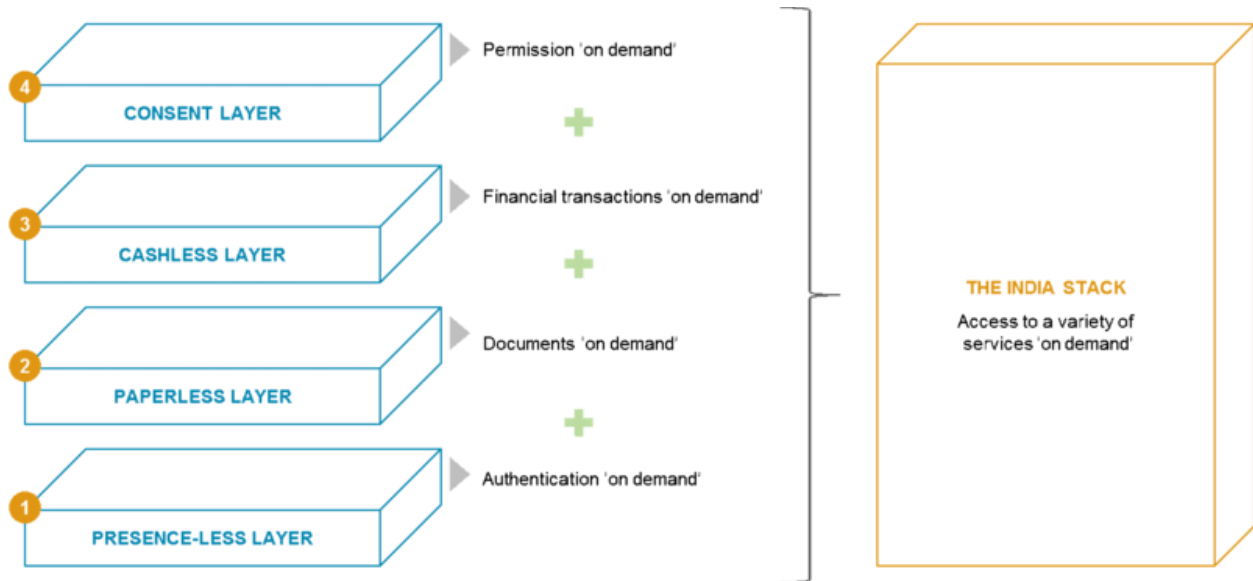 4
CONSENT LAYER
Permission 'on demand'
3
CASHLESS LAYER
Financial transactions 'on demand'
2
PAPERLESS LAYER
Documents 'on demand'
1
PRESENCE-LESS LAYER
Authentication 'on demand'
THE INDIA STACK
Access to a variety of
services 'on demand'